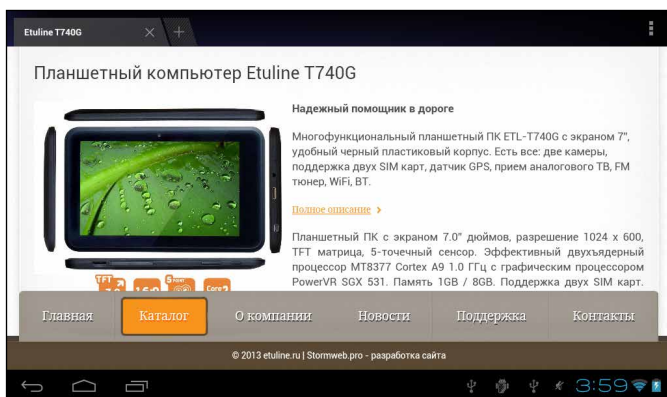 Etuline T740G
Планшетный компьютер Etuline T740G
Надежный помощник в дороге
Многофункциональный планшетный ПК ETL-T740G с экраном 7",
удобный черный пластиковый корпус. Есть все: две камеры,
поддержка двух SIM карт, датчик GPS, прием аналогового ТВ, FM
тюнер, WiFi, BT.
Полное описание
Планшетный ПК с экраном 7.0" дюймов, разрешение 1024 x 600,
TFT матрица, 5-точечный сенсор. Эффективный двухъядерный
процессор MT8377 Cortex A9 1.0 ГГц с графическим процессором
PowerVR SGX 531. Память 1GB / 8GB. Поддержка двух SIM карт.
TFT
Главная Каталог О компании Новости Поддержка Контакты
© 2013 etuline.ru | Stormweb.pro - разработка сайта
3:59